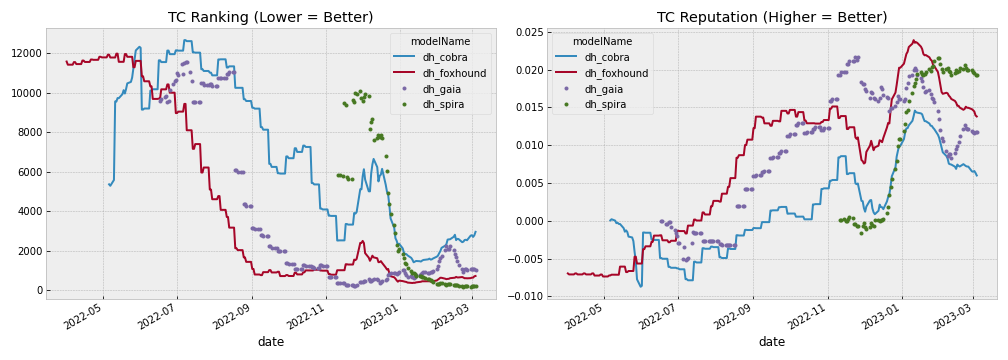 TC Ranking (Lower = Better)
modelName
dh_cobra
dh_foxhound
dh_gaia
dh_spira
12000
10000
8000
6000
4000
2000
0
2022-05
2022-07
2022-09
2022-11
2023-01
2023-03
date
TC Reputation (Higher = Better)
modelName
dh_cobra
dh_foxhound
dh_gaia
dh_spira
0.025
0.020
0.015
0.010
0.005
0.000
−0.005
−0.010
2022-05
2022-07
2022-09
2022-11
2023-01
2023-03
date